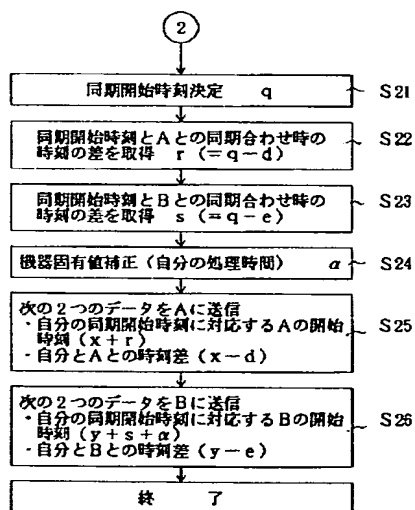 2
同期開始時刻決定 q
S21
同期開始時刻とAとの同期合わせ時の
時刻の差を取得 r (=q-d)
S22
同期開始時刻とBとの同期合わせ時の
時刻の差を取得 s (=q-e)
S23
機器固有値補正(自分の処理時間) α
S24
次の2つのデータをAに送信
・自分の同期開始時刻に対応するAの開始
時刻(x+r)
・自分とAとの時刻差(x-d)
S25
次の2つのデータをBに送信
・自分の同期開始時刻に対応するBの開始
時刻(y+s+α)
・自分とBとの時刻差(y-e)
S26
終 了